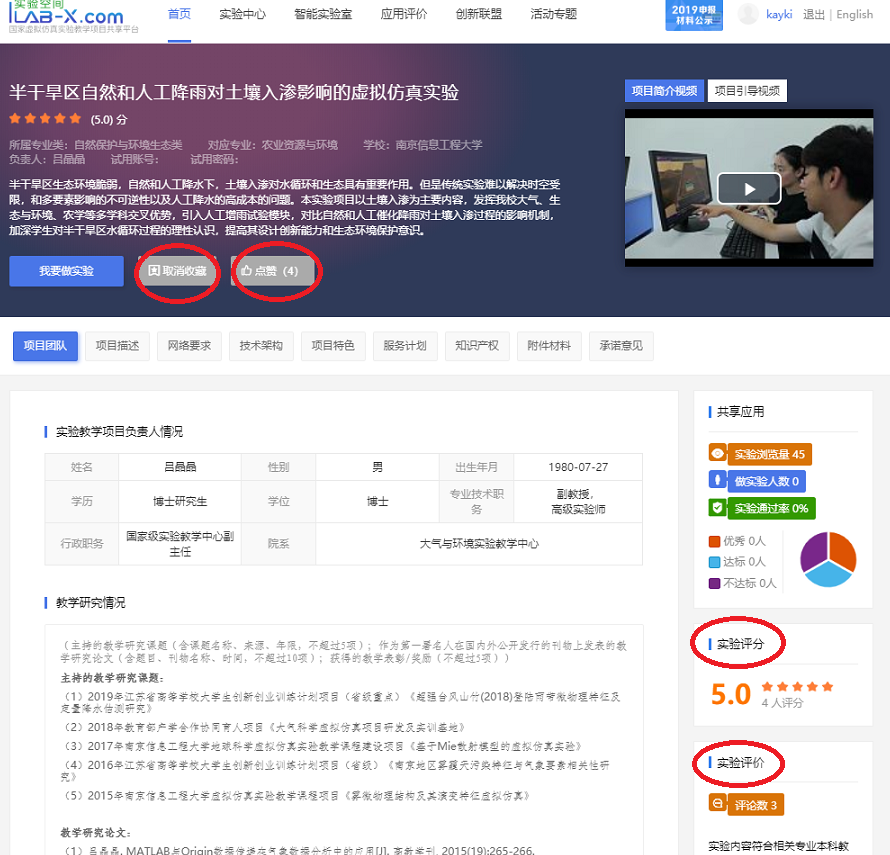 实验空间
ILAB-X.com
国家虚拟仿真实验教学项目共享平台
首页 实验中心 智能实验室 应用评价 创新联盟 活动专题
2019申报
材料公示
kayki 退出 | English
半干旱区自然和人工降雨对土壤入渗影响的虚拟仿真实验
(5.0) 分
所属专业类：自然保护与环境生态类 对应专业：农业资源与环境 学校：南京信息工程大学
负责人：吕晶晶 试用账号： 试用密码：
半干旱区生态环境脆弱，自然和人工降水下，土壤入渗对水循环和生态具有重要作用。但是传统实验难以解决时空受
限，和多要素影响的不可逆性以及人工降水的高成本的问题。本实验项目以土壤入渗为主要内容，发挥我校大气、生
态与环境、农学等多学科交叉优势，引入人工增雨试验模块，对比自然和人工催化降雨对土壤入渗过程的影响机制，
加深学生对半干旱区水循环过程的理性认识，提高其设计创新能力和生态环境保护意识。
我要做实验 取消收藏 点赞（4）
项目简介视频 项目引导视频
项目团队 项目描述 网络要求 技术架构 项目特色 服务计划 知识产权 附件材料 承诺意见
实验教学项目负责人情况
姓名 吕晶晶 性别 男 出生年月 1980-07-27
学历 博士研究生 学位 博士 专业技术职务 副教授，高级实验师
行政职务 国家级实验教学中心副主任 院系 大气与环境实验教学中心
教学研究情况
（主持的教学研究课题（含课题名称、来源、年限，不超过5项）；作为第一署名人在国内外公开发行的刊物上发表的教
学研究论文（含题目、刊物名称、时间，不超过10项）；获得的教学表彰/奖励（不超过5项））
主持的教学研究课题：
（1）2019年江苏省高等学校大学生创新创业训练计划项目（省级重点）《超强台风山竹(2018)登陆雨带微物理特征及
定量降水估测研究》
（2）2018年教育部产学合作协同育人项目《大气科学虚拟仿真项目研发及实训基地》
（3）2017年南京信息工程大学地球科学虚拟仿真实验教学课程建设项目《基于Mie散射模型的虚拟仿真实验》
（4）2016年江苏省高等学校大学生创新创业训练计划项目（省级）《南京地区雾霾天污染特征与气象要素相关性研
究》
（5）2015年南京信息工程大学虚拟仿真实验教学课程项目《雾微物理结构及其演变特征虚拟仿真》
教学研究论文：
（1）吕晶晶. MATLAB与Origin数据传递在气象数据分析中的应用[J]. 高教学刊, 2015(19):265-266.
共享应用
实验浏览量 45
做实验人数 0
实验通过率 0%
优秀 0人
达标 0人
不达标 0人
实验评分
5.0
4 人评分
实验评价
评论数 3
实验内容符合相关专业本科教